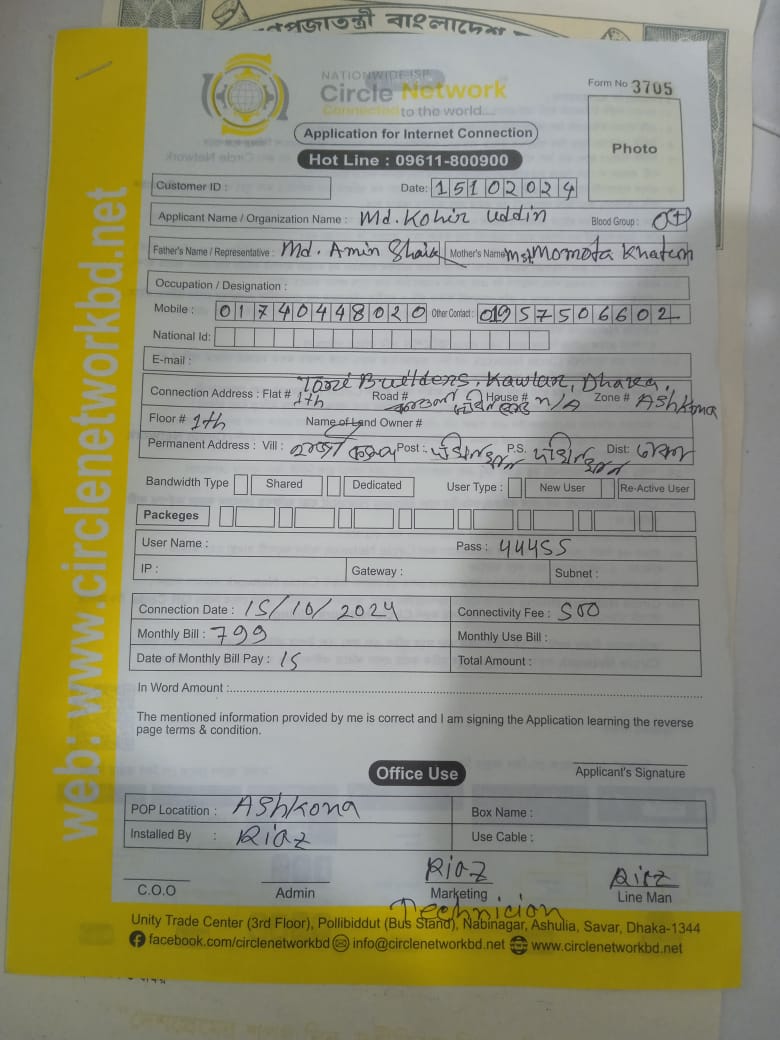 গণপ্রজাতন্ত্রী বাংলাদেশ
NATIONWIDE ISP
Circle Network
Connected to the world....
Form No 3705
Application for Internet Connection
Photo
Hot Line : 09611-800900
Customer ID :
Date: 15102024
Applicant Name / Organization Name : Md. Kohir Uddin Blood Group : O+
Father's Name / Representative : Md. Amin Shaik Mother's Name Mst. Momota Khatun
Occupation / Designation :
Mobile : 01740448020 Other Contact : 01957506602
National Id:
E-mail :
Builders, Kawlar, Dhaka,
Connection Address : Flat # 1th Road # House # n/A Zone # AShkona
Floor # 1th Name of Land Owner #
Permanent Address : Vill : Post : P.S. Dist:
Bandwidth Type Shared Dedicated User Type : New User Re-Active User
Packeges
User Name : Pass : 44455
IP : Gateway : Subnet :
Connection Date : 15/10/2024 Connectivity Fee : 500
Monthly Bill : 799 Monthly Use Bill :
Date of Monthly Bill Pay : 15 Total Amount :
In Word Amount :
The mentioned information provided by me is correct and I am signing the Application learning the reverse
page terms & condition.
Office Use
Applicant's Signature
POP Locatition : AShkona Box Name :
Installed By : Riaz Use Cable :
Riaz Riaz
C.O.O Admin Marketing Line Man
Technicion
Unity Trade Center (3rd Floor), Pollibiddut (Bus Stand), Nabinagar, Ashulia, Savar, Dhaka-1344
facebook.com/circlenetworkbd info@circlenetworkbd.net www.circlenetworkbd.net
web: www.circlenetworkbd.net